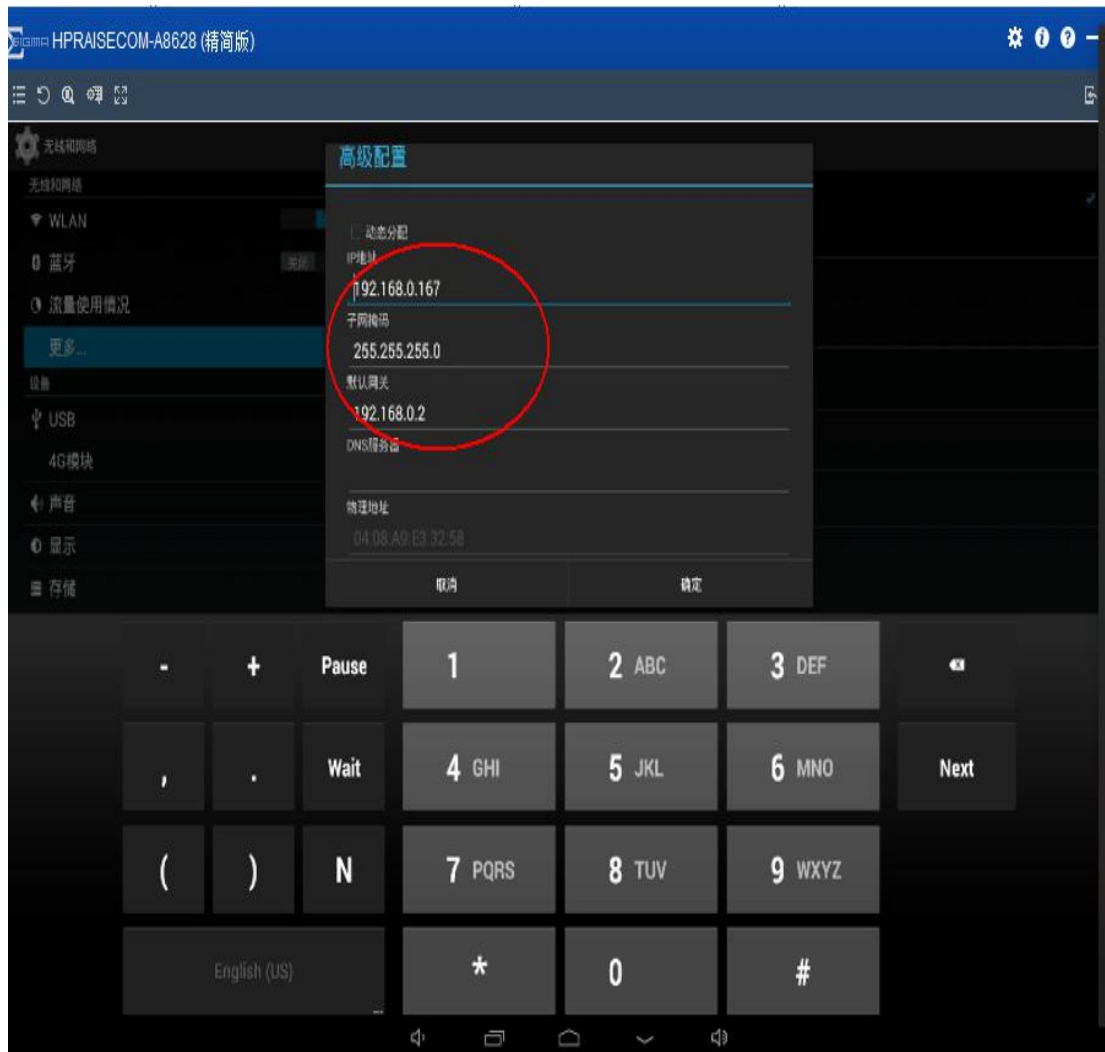 SIGMA HPRAISECOM-A8628 (精简版)
无线和网络
高级配置
无线和网络
WLAN
动态分配
蓝牙
关闭
IP地址
192.168.0.167
流量使用情况
子网掩码
更多...
255.255.255.0
设备
默认网关
USB
192.168.0.2
DNS服务器
4G模块
声音
物理地址
04:08:A9:E3:32:58
显示
存储
取消
确定
- + Pause 1 2 ABC 3 DEF
, . Wait 4 GHI 5 JKL 6 MNO Next
( ) N 7 PQRS 8 TUV 9 WXYZ
English (US) ... * 0 #